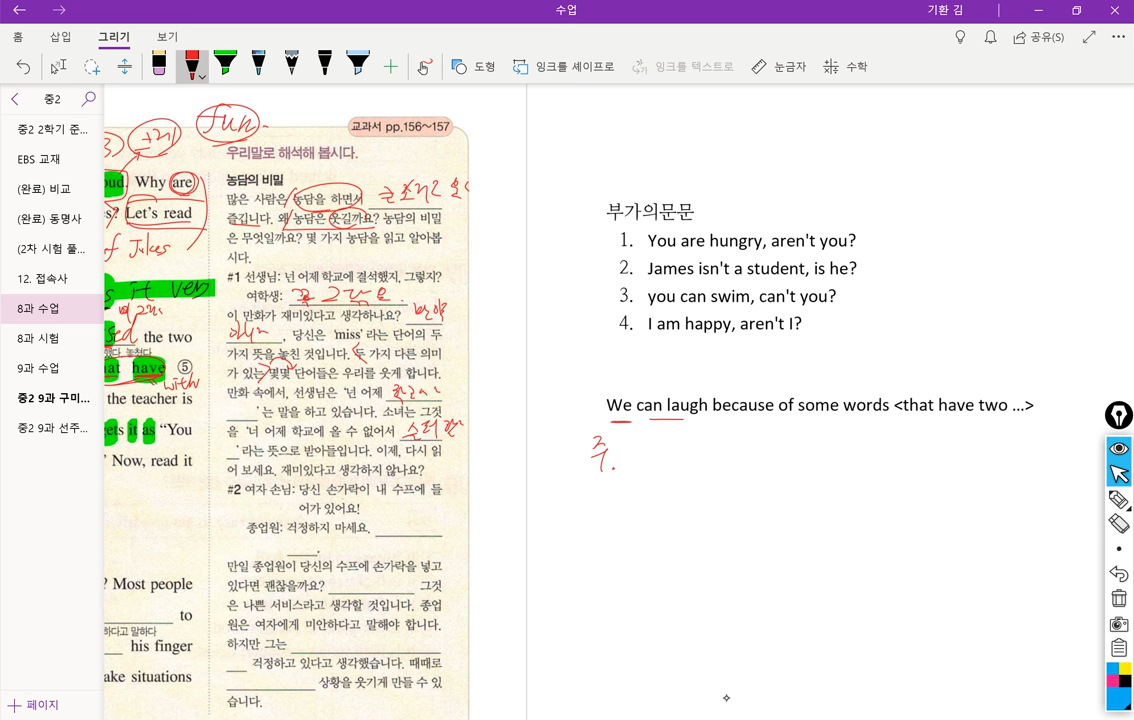 수업
기환 김
홈 삽입 그리기 보기
공유(S)
도형 잉크를 셰이프로 잉크를 텍스트로 눈금자 수학
중2
중2 2학기 준...
EBS 교재
(완료) 비교
(완료) 동명사
(2차 시험 풀...
12. 접속사
8과 수업
8과 시험
9과 수업
중2 9과 구미...
중2 9과 선주...
페이지
fun.
oud. Why are
s? Let's read
of Jokes
s it
sed the two
했다. 놓쳤다
hat have ⑤
with
the teacher is
ets it as “You
’ Now, read it
? Most people
to
하다고 말하다
his finger
ake situations
교과서 pp.156~157
우리말로 해석해 봅시다.
농담의 비밀
많은 사람은 농담을 하면서
즐깁니다. 왜 농담은 웃길까요? 농담의 비밀
은 무엇일까요? 몇 가지 농담을 읽고 알아봅
시다.
#1 선생님: 넌 어제 학교에 결석했지, 그렇지?
여학생:
이 만화가 재미있다고 생각하나요?
, 당신은 ‘miss’라는 단어의 두
가지 뜻을 놓친 것입니다. 두 가지 다른 의미
가 있는 몇몇 단어들은 우리를 웃게 합니다.
만화 속에서, 선생님은 ‘넌 어제
’는 말을 하고 있습니다. 소녀는 그것
을 ‘너 어제 학교에 올 수 없어서
’라는 뜻으로 받아들입니다. 이제, 다시 읽
어 보세요. 재미있다고 생각하지 않나요?
#2 여자 손님: 당신 손가락이 내 수프에 들
어가 있어요!
종업원: 걱정하지 마세요.
.
만일 종업원이 당신의 수프에 손가락을 넣고
있다면 괜찮을까요? 그것
은 나쁜 서비스라고 생각할 것입니다. 종업
원은 여자에게 미안하다고 말해야 합니다.
하지만 그는
걱정하고 있다고 생각했습니다. 때때로
상황을 웃기게 만들 수 있
습니다.
부가의문문
1. You are hungry, aren't you?
2. James isn't a student, is he?
3. you can swim, can't you?
4. I am happy, aren't I?
We can laugh because of some words <that have two ...>
주.